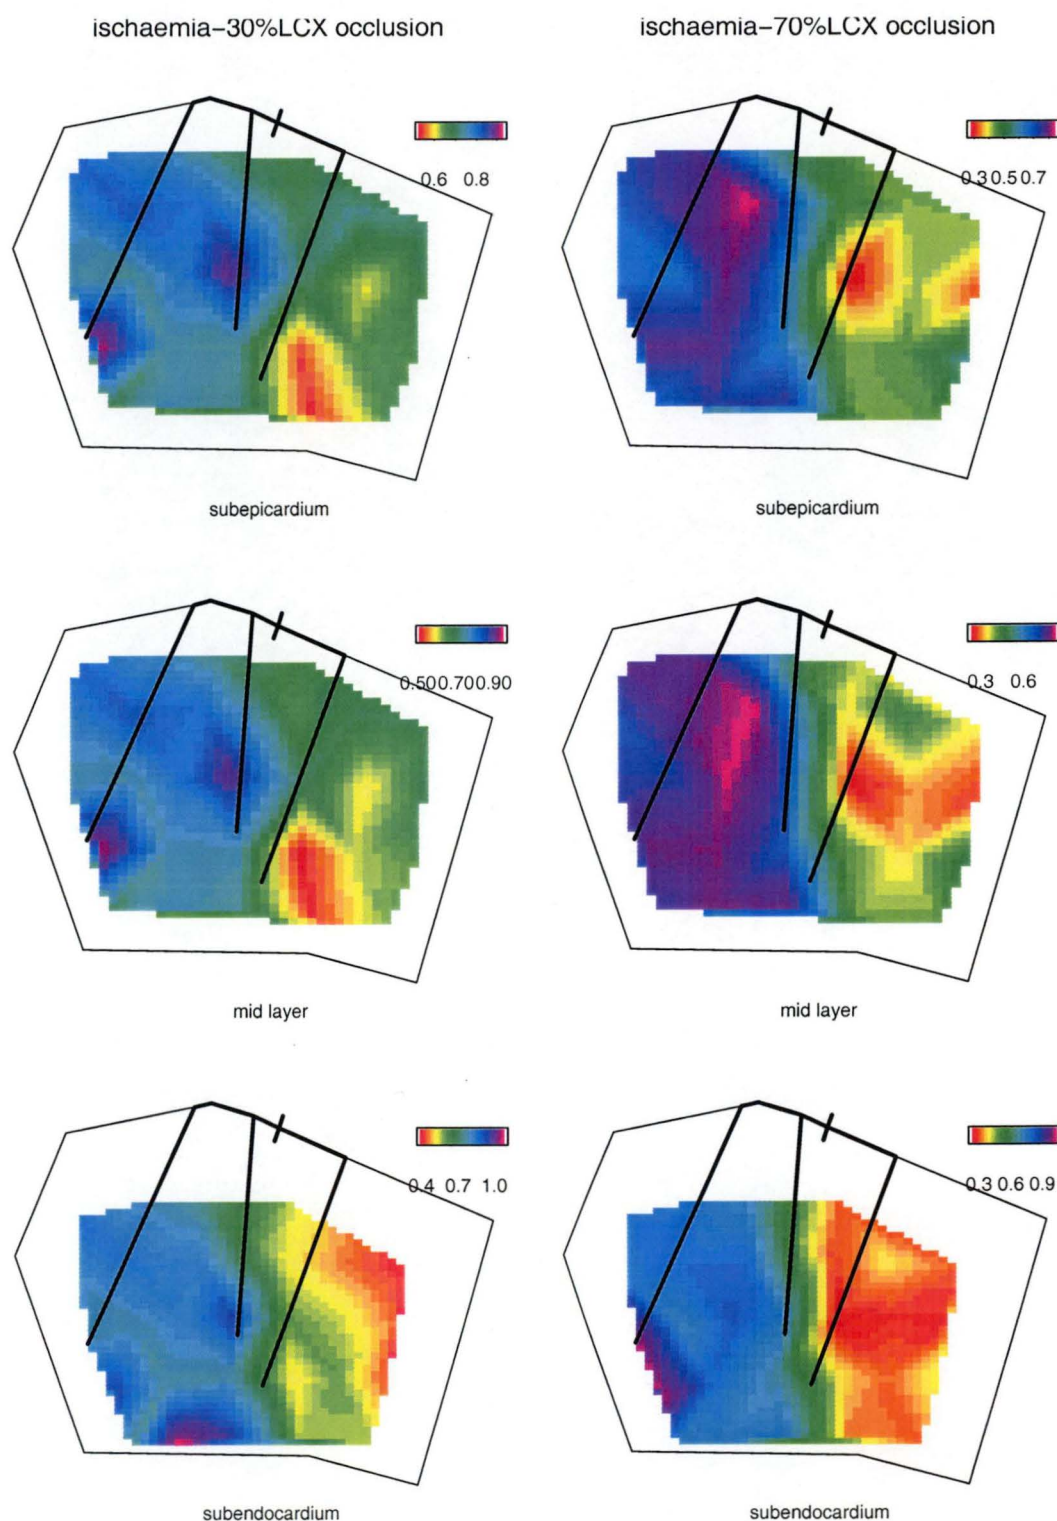 ischaemia-30%LCX occlusion
ischaemia-70%LCX occlusion
0.6 0.8
0.3 0.5 0.7
subepicardium
subepicardium
0.50 0.70 0.90
0.3 0.6
mid layer
mid layer
0.4 0.7 1.0
0.3 0.6 0.9
subendocardium
subendocardium